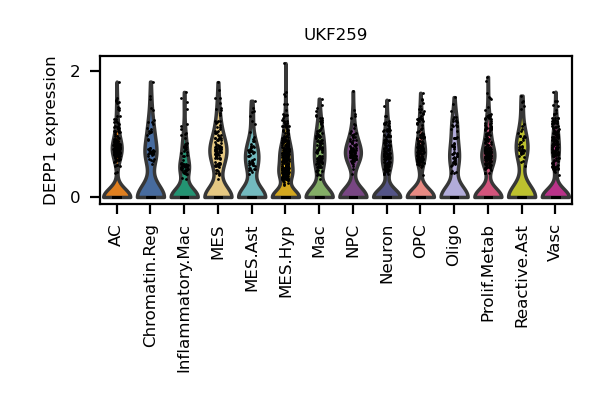 UKF259
DEPP1 expression
2
0
AC
Chromatin.Reg
Inflammatory.Mac
MES
MES.Ast
MES.Hyp
Mac
NPC
Neuron
OPC
Oligo
Prolif.Metab
Reactive.Ast
Vasc